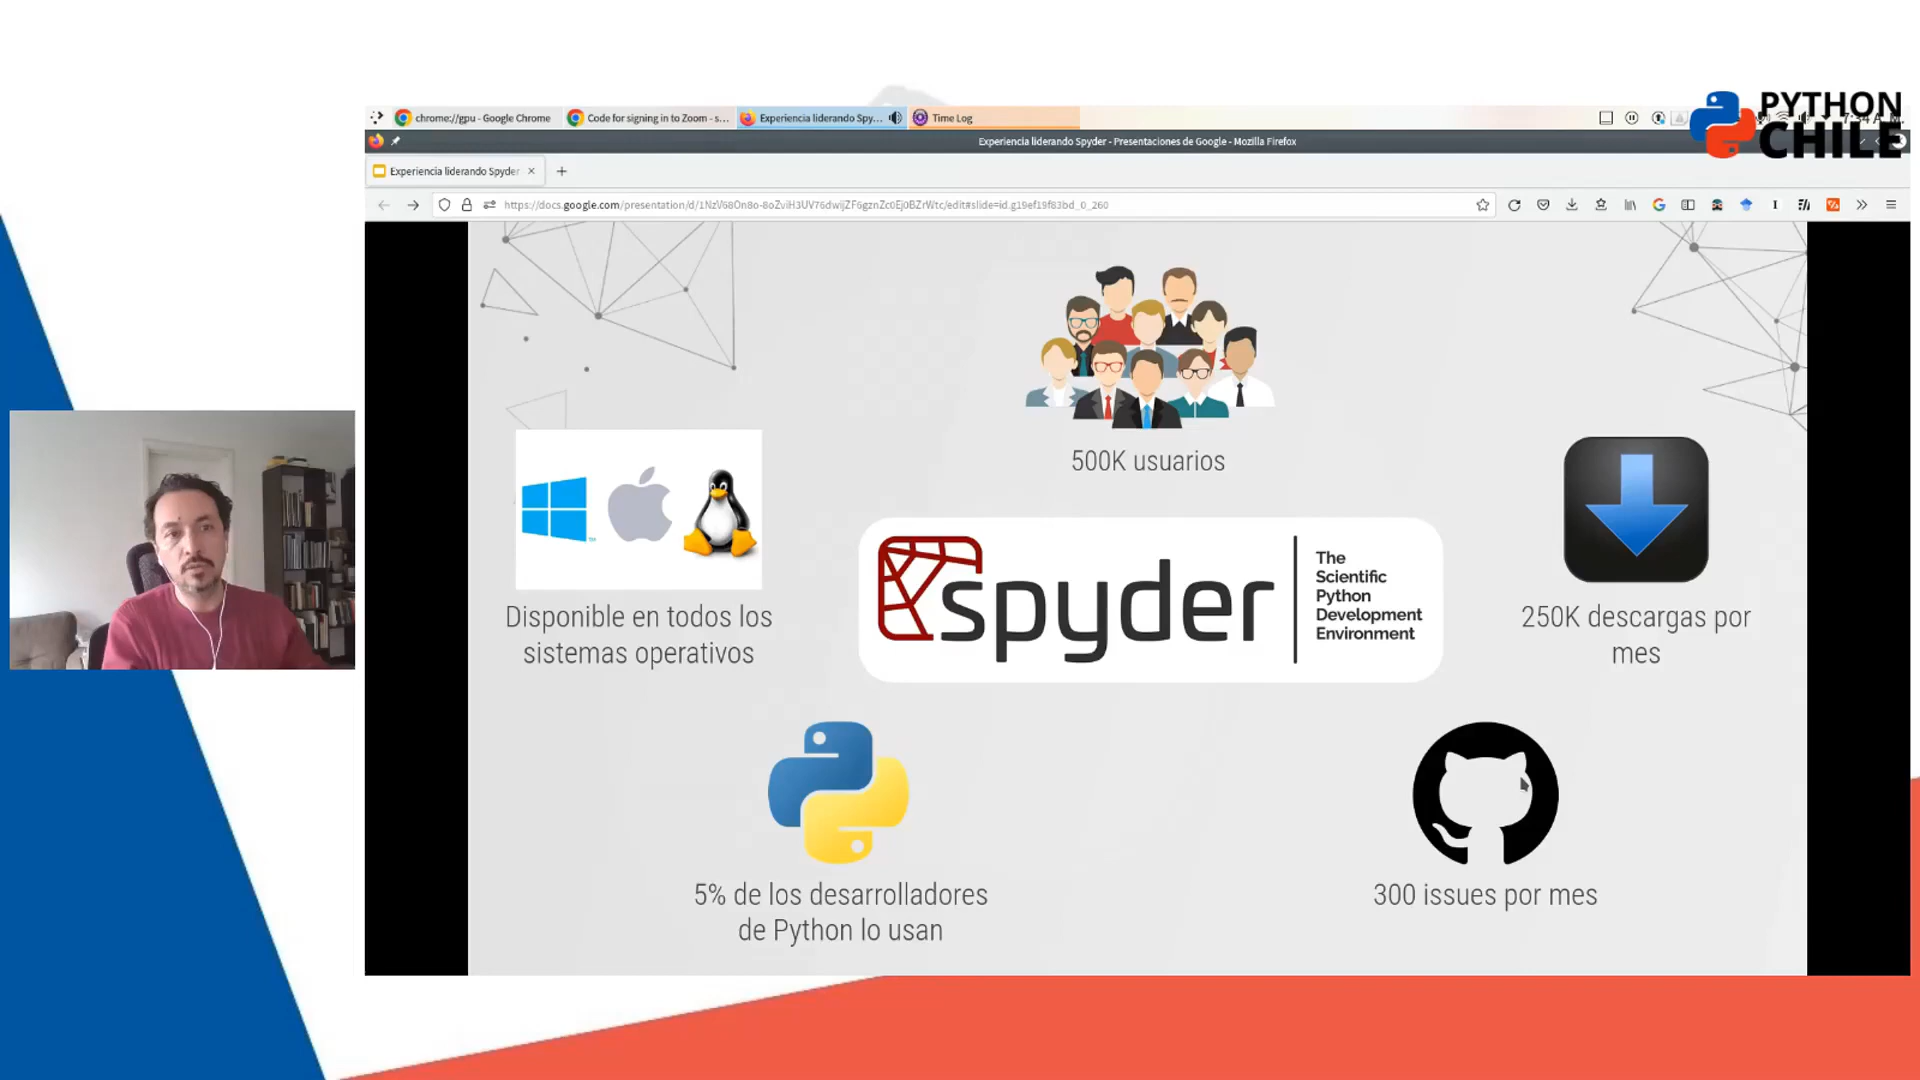 PYTHON
CHILE
chrome://gpu - Google Chrome
Code for signing in to Zoom - s...
Experiencia liderando Spy...
Time Log
Experiencia liderando Spyder - Presentaciones de Google - Mozilla Firefox
Experiencia liderando Spyder
https://docs.google.com/presentation/d/1NzV68On8o-8oZviH3UV76dwijZF6gznZc0Ej0BZrWtc/edit#slide=id.g19ef19f83bd_0_260
500K usuarios
Disponible en todos los
sistemas operativos
spyder
The
Scientific
Python
Development
Environment
250K descargas por
mes
5% de los desarrolladores
de Python lo usan
300 issues por mes